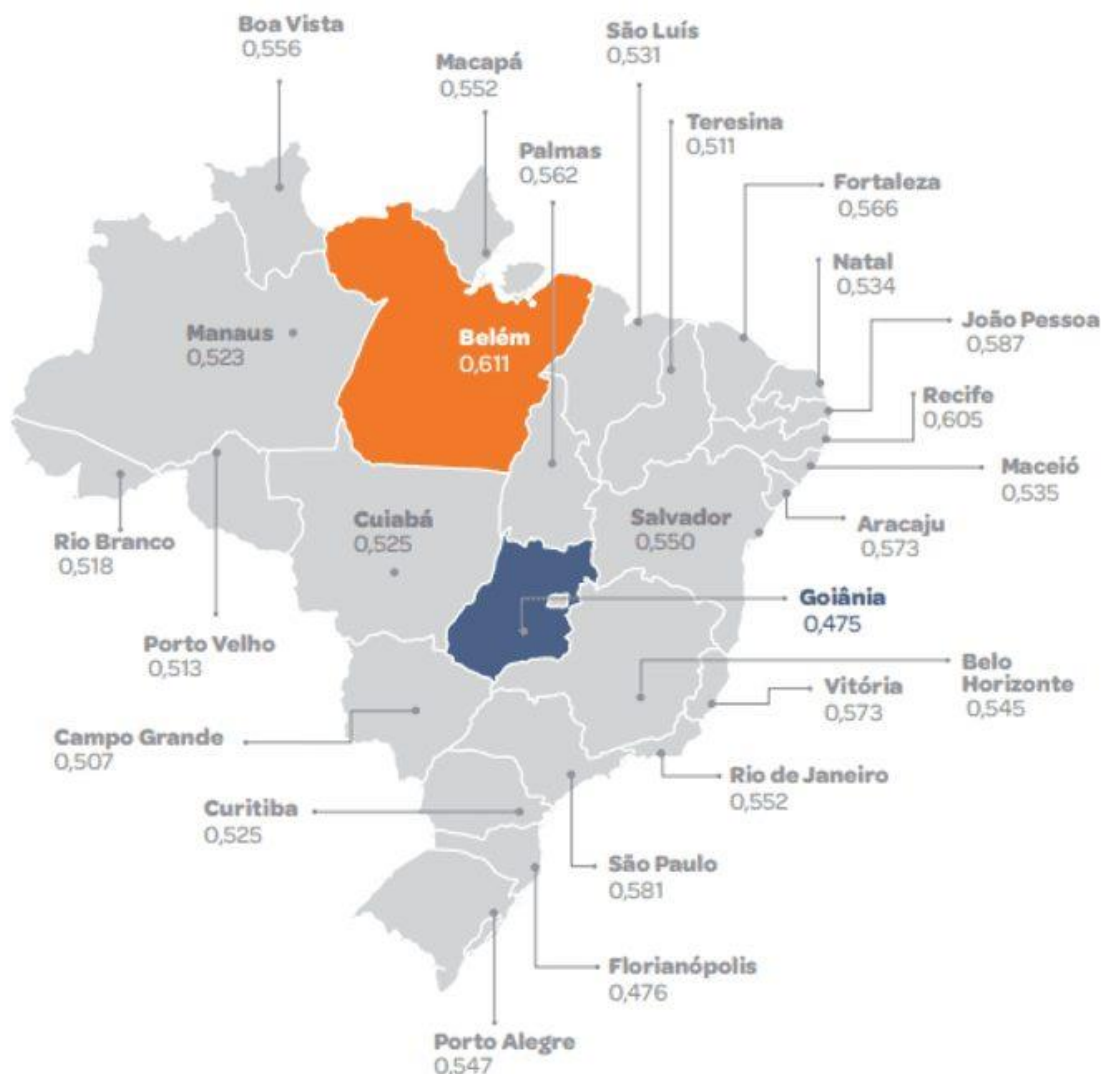 Boa Vista
0,556
Macapá
0,552
São Luís
0,531
Teresina
0,511
Palmas
0,562
Fortaleza
0,566
Natal
0,534
João Pessoa
0,587
Manaus
0,523
Belém
0,611
Recife
0,605
Maceió
0,535
Rio Branco
0,518
Cuiabá
0,525
Salvador
0,550
Aracaju
0,573
Goiânia
0,475
Porto Velho
0,513
Belo
Horizonte
0,545
Vitória
0,573
Campo Grande
0,507
Rio de Janeiro
0,552
Curitiba
0,525
São Paulo
0,581
Florianópolis
0,476
Porto Alegre
0,547